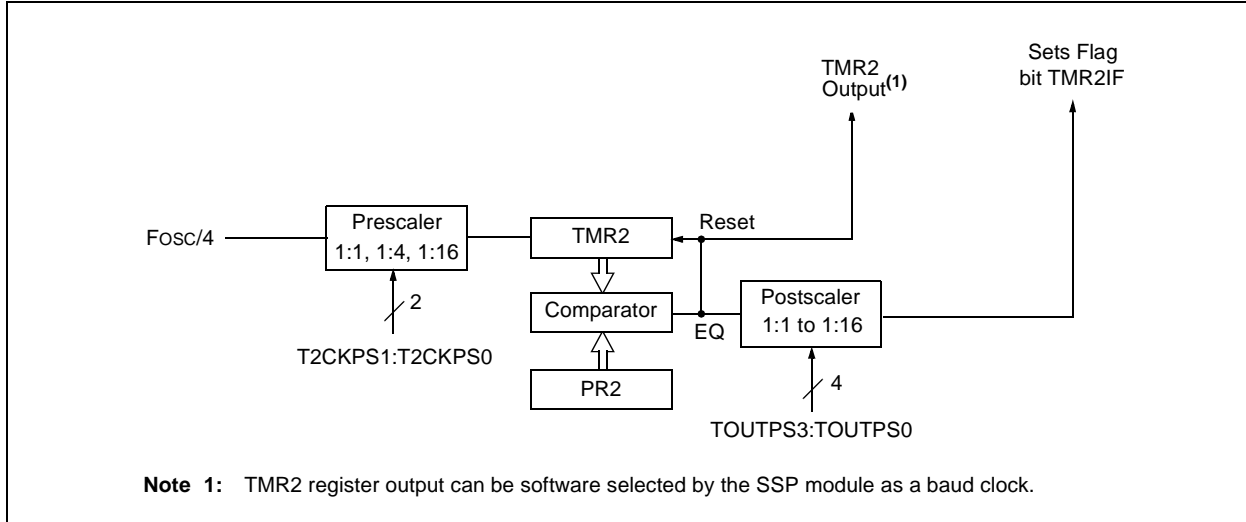 Sets Flag
bit TMR2IF
TMR2
Output(1)
Fosc/4
Prescaler
1:1, 1:4, 1:16
2
T2CKPS1:T2CKPS0
TMR2
Reset
Comparator
EQ
PR2
Postscaler
1:1 to 1:16
4
TOUTPS3:TOUTPS0
Note 1: TMR2 register output can be software selected by the SSP module as a baud clock.